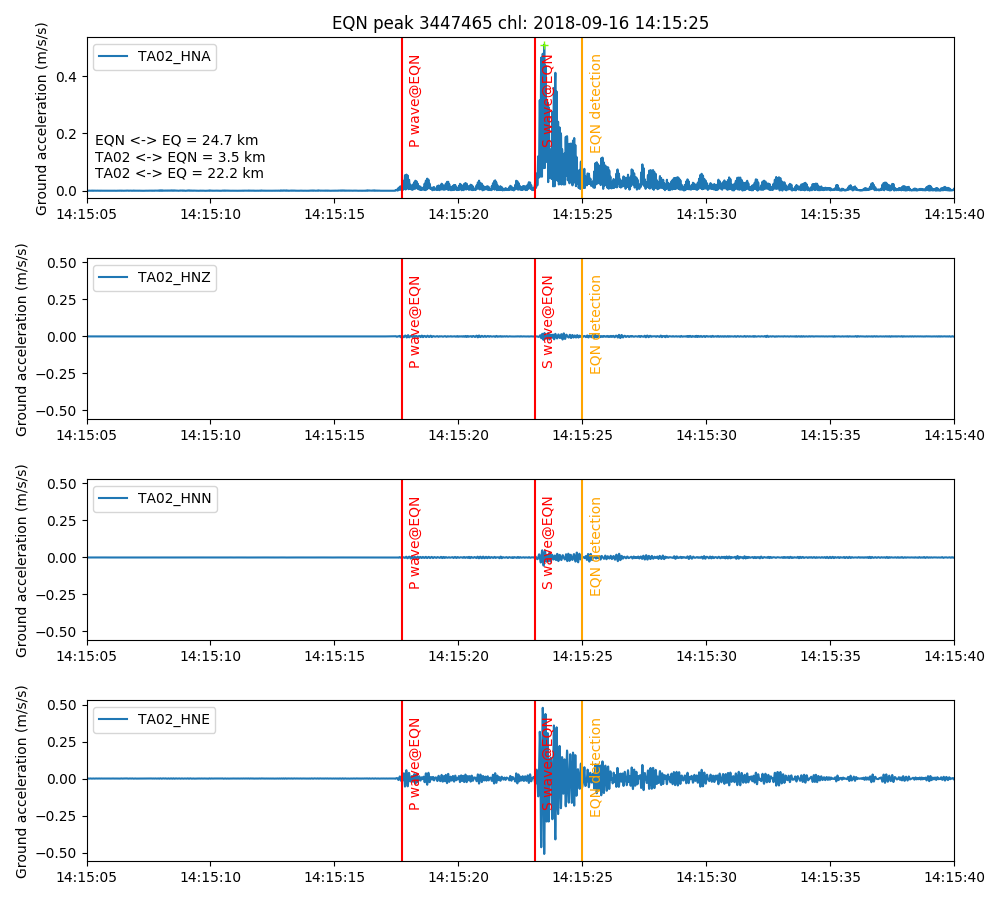 EQN peak 3447465 chl: 2018-09-16 14:15:25
Ground acceleration (m/s/s)
0.4
0.2
0.0
TA02_HNA
EQN <-> EQ = 24.7 km
TA02 <-> EQN = 3.5 km
TA02 <-> EQ = 22.2 km
P wave@EQN
S wave@EQN
EQN detection
14:15:05 14:15:10 14:15:15 14:15:20 14:15:25 14:15:30 14:15:35 14:15:40
Ground acceleration (m/s/s)
0.50
0.25
0.00
−0.25
−0.50
TA02_HNZ
P wave@EQN
S wave@EQN
EQN detection
14:15:05 14:15:10 14:15:15 14:15:20 14:15:25 14:15:30 14:15:35 14:15:40
Ground acceleration (m/s/s)
0.50
0.25
0.00
−0.25
−0.50
TA02_HNN
P wave@EQN
S wave@EQN
EQN detection
14:15:05 14:15:10 14:15:15 14:15:20 14:15:25 14:15:30 14:15:35 14:15:40
Ground acceleration (m/s/s)
0.50
0.25
0.00
−0.25
−0.50
TA02_HNE
P wave@EQN
S wave@EQN
EQN detection
14:15:05 14:15:10 14:15:15 14:15:20 14:15:25 14:15:30 14:15:35 14:15:40